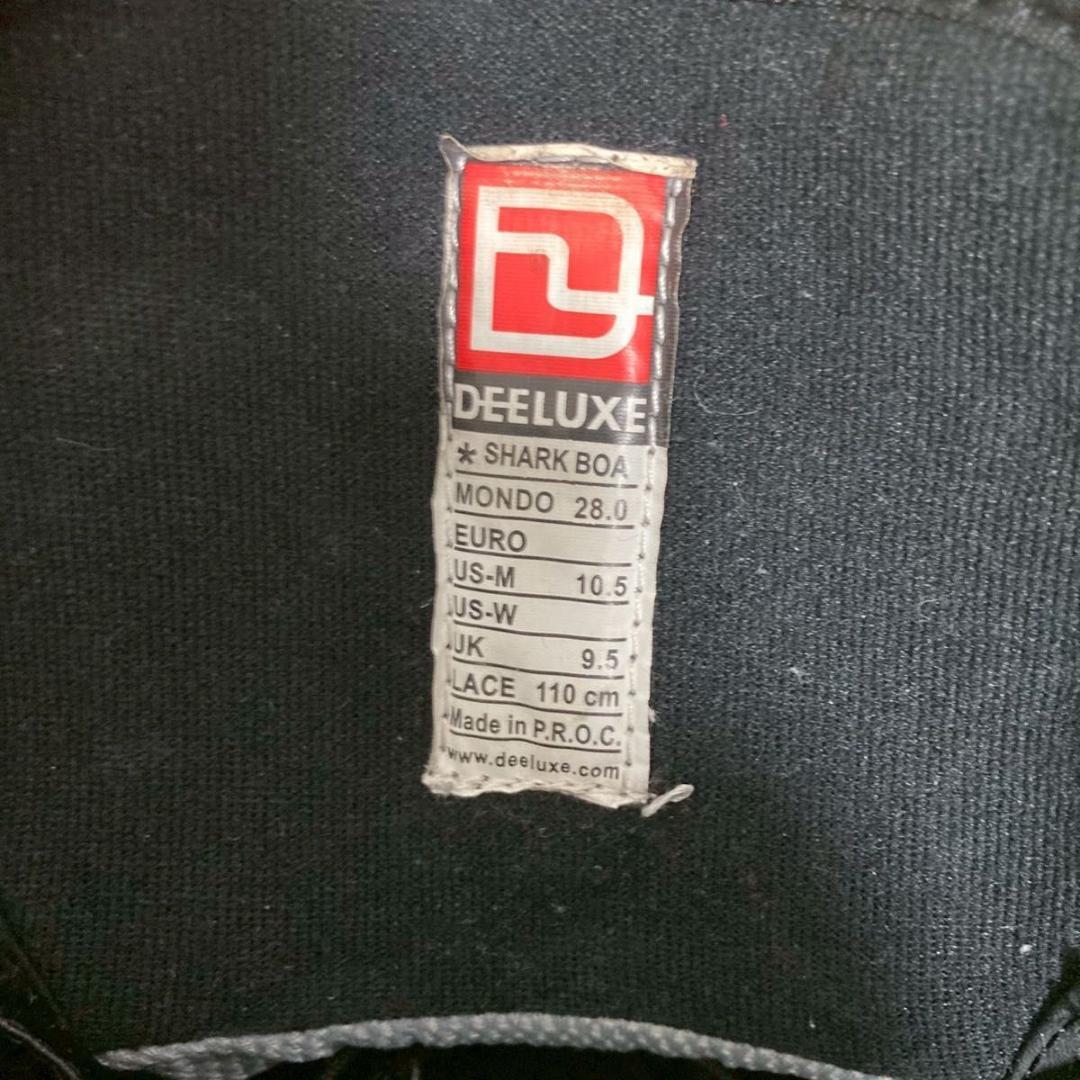 D
DEELUXE
* SHARK BOA
MONDO 28.0
EURO
US-M 10.5
US-W
UK 9.5
LACE 110 cm
Made in P.R.O.C.
www.deeluxe.com